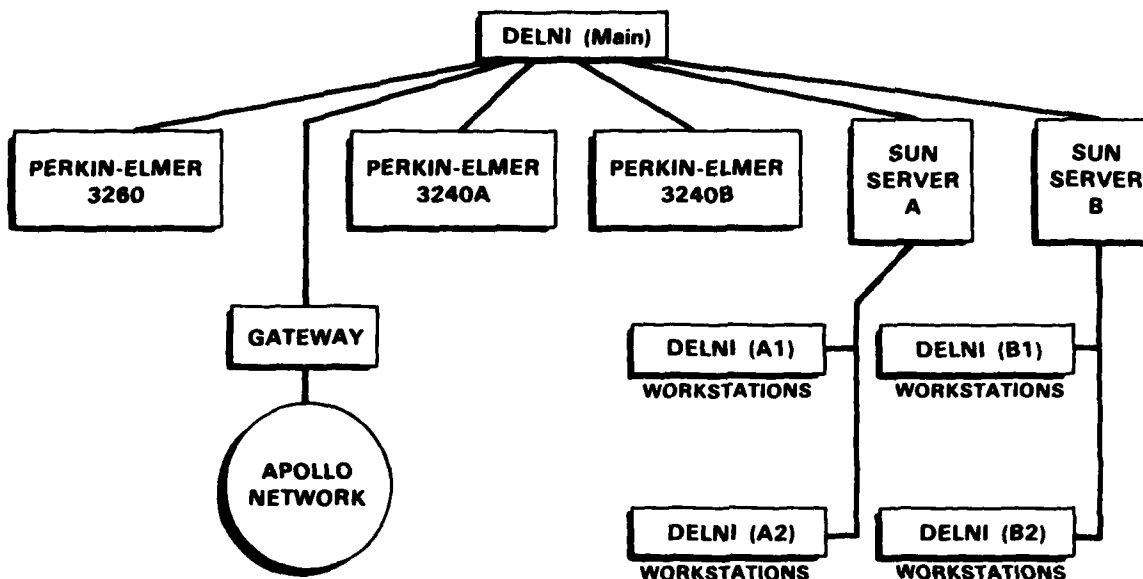 DELNI (Main)
PERKIN-ELMER
3260
PERKIN-ELMER
3240A
PERKIN-ELMER
3240B
SUN
SERVER
A
SUN
SERVER
B
GATEWAY
APOLLO
NETWORK
DELNI (A1)
WORKSTATIONS
DELNI (B1)
WORKSTATIONS
DELNI (A2)
WORKSTATIONS
DELNI (B2)
WORKSTATIONS